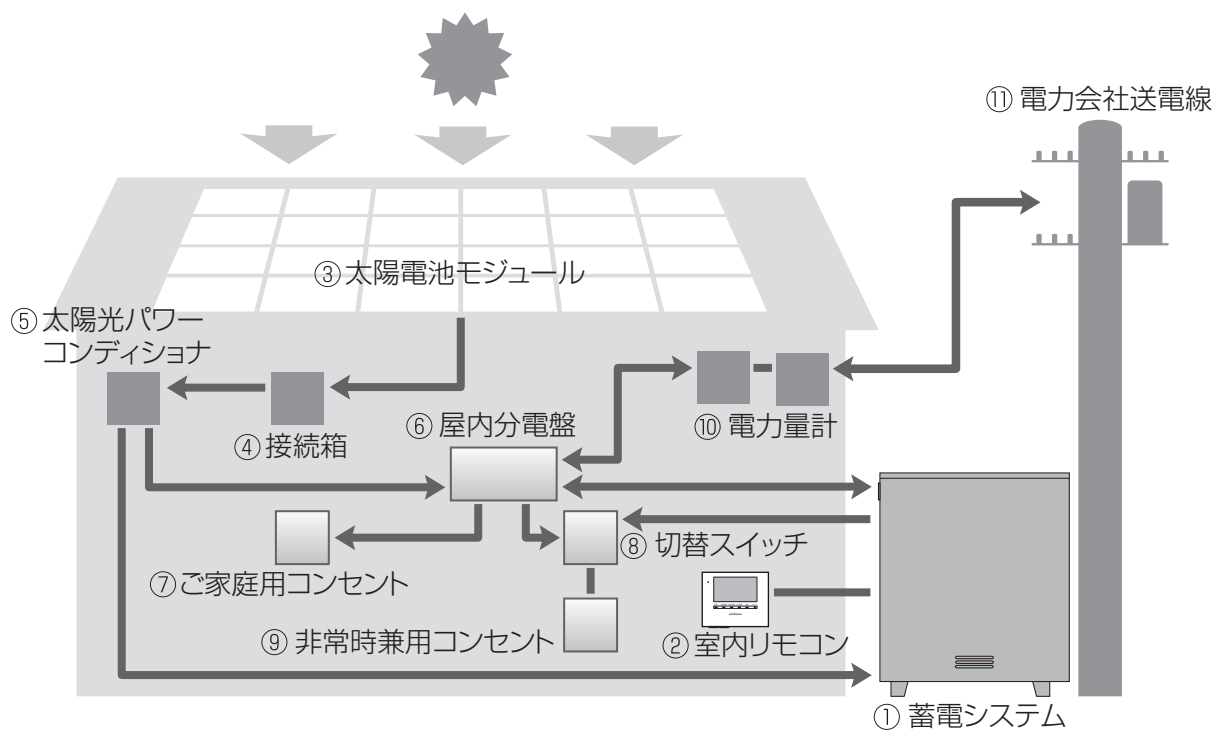 ⑪ 電力会社送電線
③ 太陽電池モジュール
⑤ 太陽光パワー
コンディショナ
④ 接続箱
⑥ 屋内分電盤
⑩ 電力量計
⑦ ご家庭用コンセント
⑧ 切替スイッチ
⑨ 非常時兼用コンセント
② 室内リモコン
① 蓄電システム